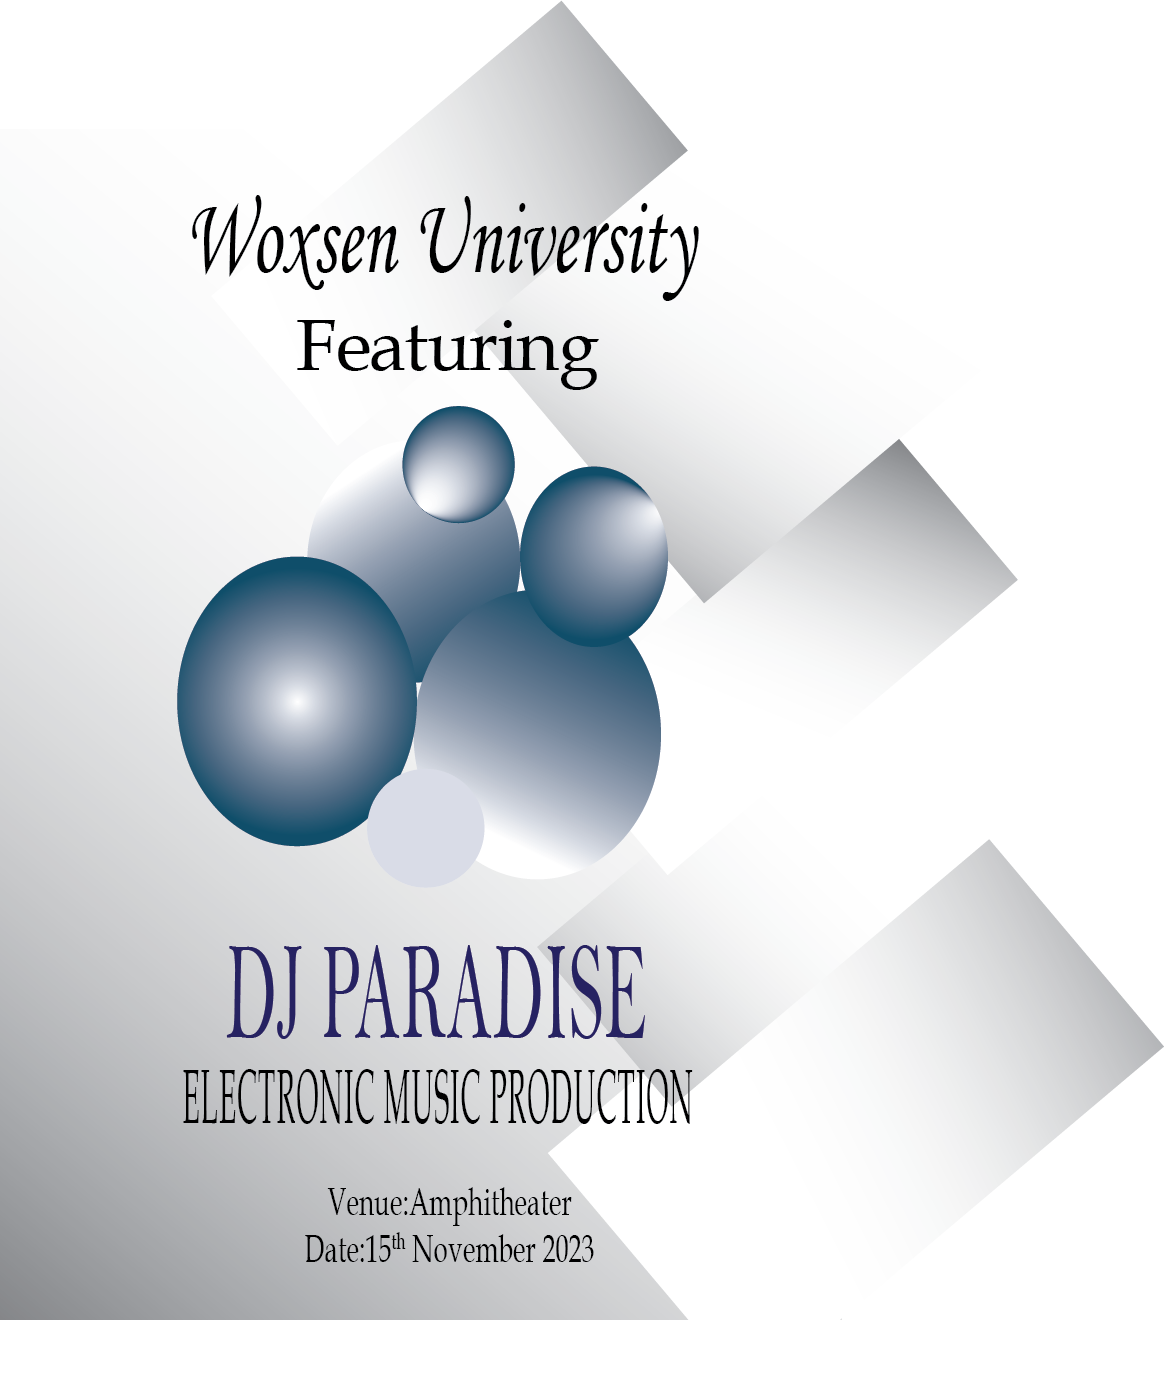 Woxsen University
Featuring
DJ PARADISE
ELECTRONIC MUSIC PRODUCTION
Venue:Amphitheater
Date:15th November 2023